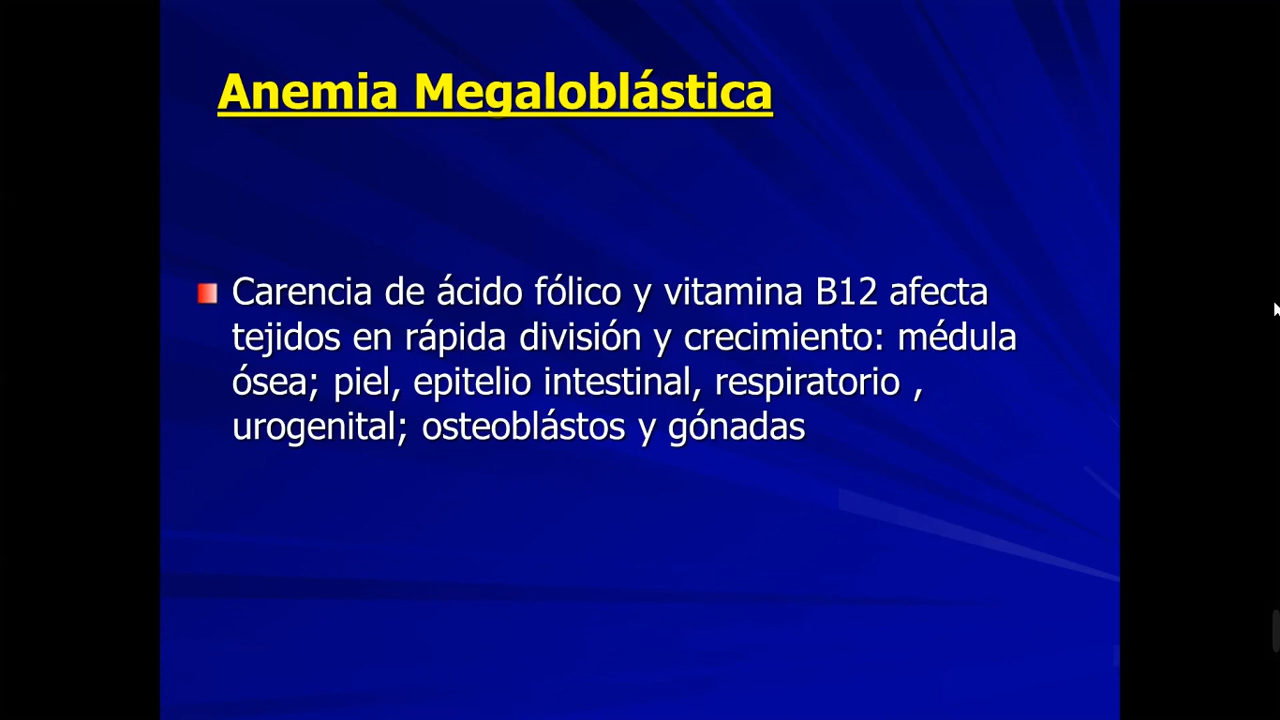 Anemia Megaloblástica
Carencia de ácido fólico y vitamina B12 afecta
tejidos en rápida división y crecimiento: médula
ósea; piel, epitelio intestinal, respiratorio ,
urogenital; osteoblástos y gónadas